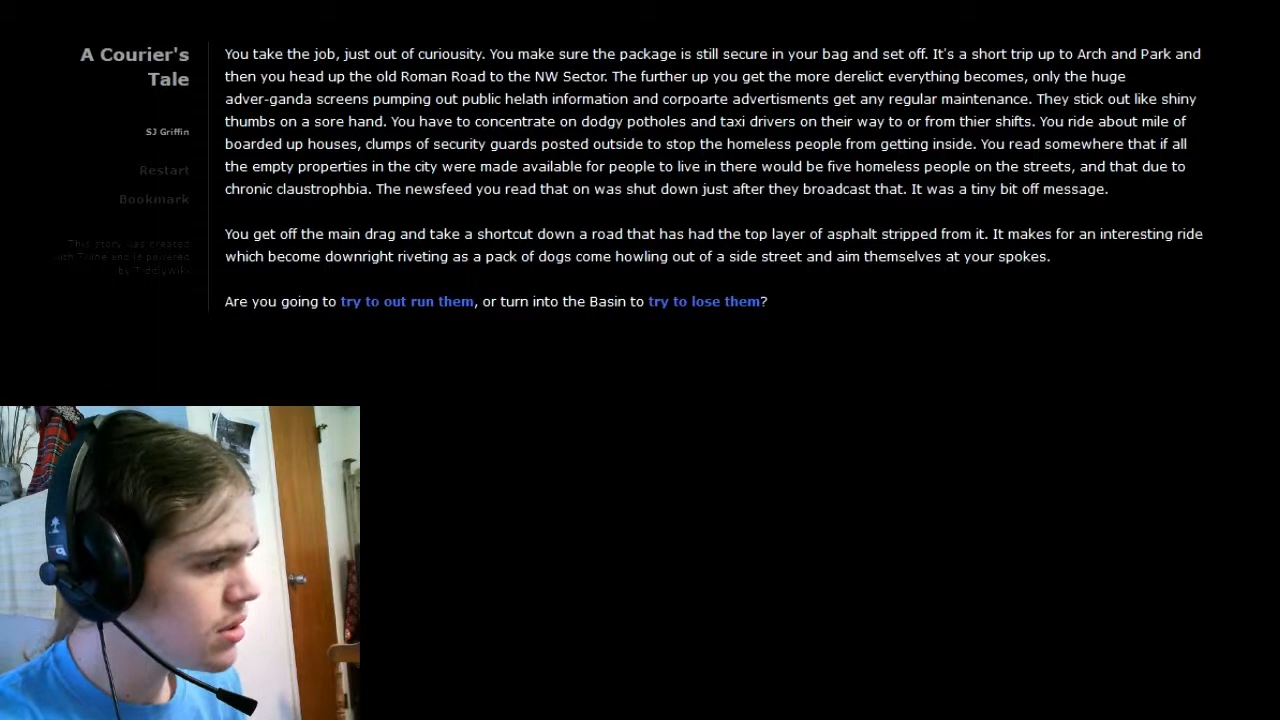 A Courier's
Tale
SJ Griffin
Restart
Bookmark
This story was created
with Twine and is powered
by TiddlyWiki
You take the job, just out of curiousity. You make sure the package is still secure in your bag and set off. It's a short trip up to Arch and Park and
then you head up the old Roman Road to the NW Sector. The further up you get the more derelict everything becomes, only the huge
adver-ganda screens pumping out public helath information and corpoarte advertisments get any regular maintenance. They stick out like shiny
thumbs on a sore hand. You have to concentrate on dodgy potholes and taxi drivers on their way to or from thier shifts. You ride about mile of
boarded up houses, clumps of security guards posted outside to stop the homeless people from getting inside. You read somewhere that if all
the empty properties in the city were made available for people to live in there would be five homeless people on the streets, and that due to
chronic claustrophbia. The newsfeed you read that on was shut down just after they broadcast that. It was a tiny bit off message.
You get off the main drag and take a shortcut down a road that has had the top layer of asphalt stripped from it. It makes for an interesting ride
which become downright riveting as a pack of dogs come howling out of a side street and aim themselves at your spokes.
Are you going to try to out run them, or turn into the Basin to try to lose them?